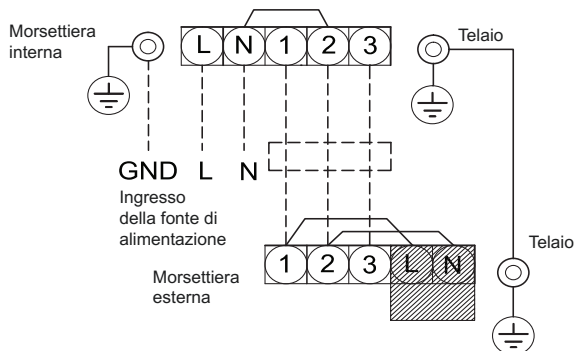 Morsettiera
interna
L N 1 2 3
Telaio
GND L N
Ingresso
della fonte di
alimentazione
Morsettiera
esterna
1 2 3 L N
Telaio